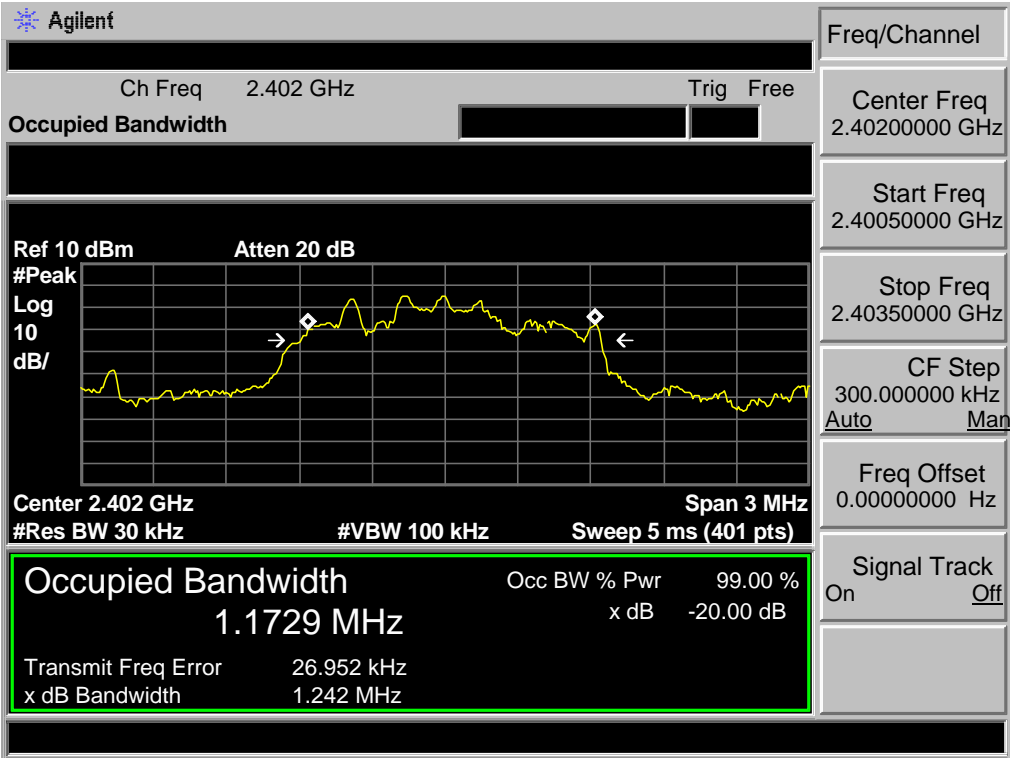 Agilent
Freq/Channel
Ch Freq 2.402 GHz Trig Free
Occupied Bandwidth
Center Freq
2.40200000 GHz
Start Freq
2.40050000 GHz
Stop Freq
2.40350000 GHz
CF Step
300.000000 kHz
Auto Man
Freq Offset
0.00000000 Hz
Signal Track
On Off
Ref 10 dBm Atten 20 dB
#Peak
Log
10
dB/
Center 2.402 GHz Span 3 MHz
#Res BW 30 kHz #VBW 100 kHz Sweep 5 ms (401 pts)
Occupied Bandwidth Occ BW % Pwr 99.00 %
1.1729 MHz x dB -20.00 dB
Transmit Freq Error 26.952 kHz
x dB Bandwidth 1.242 MHz